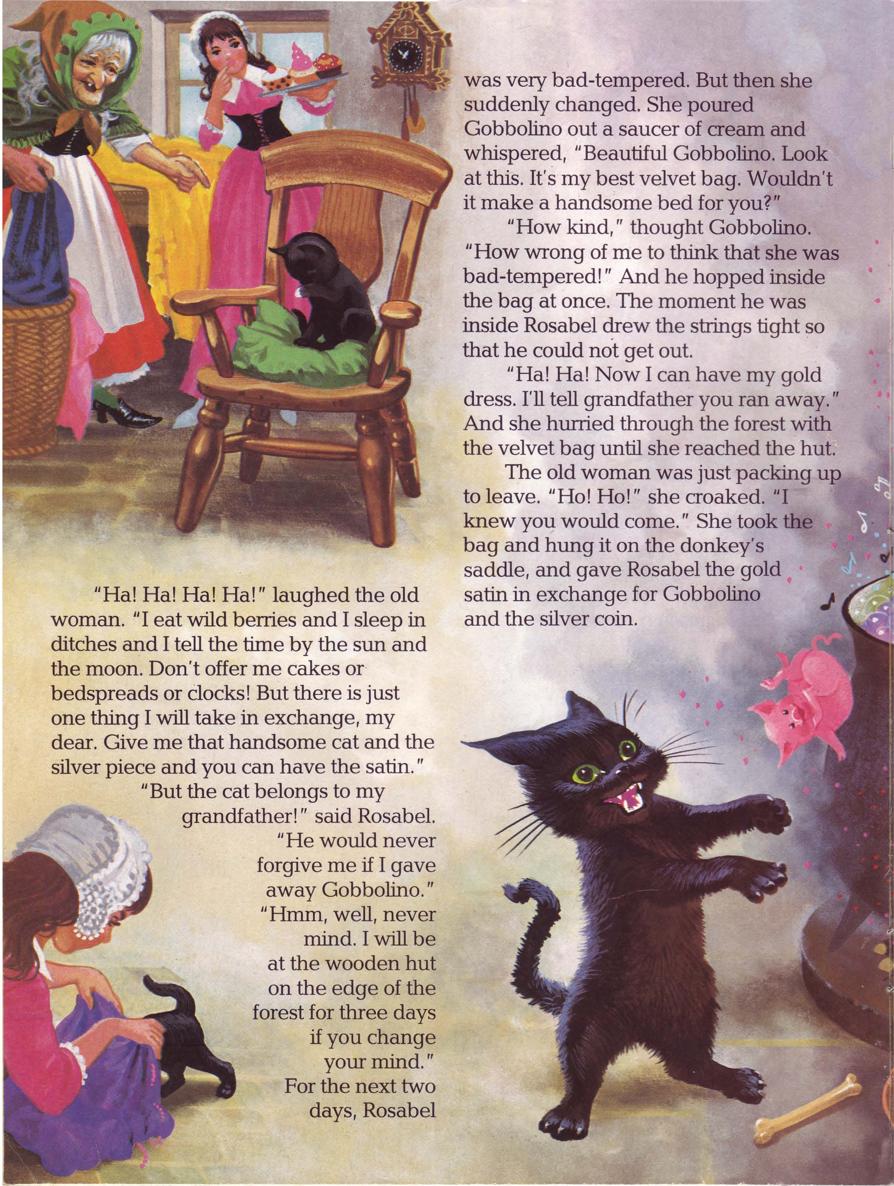 “Ha! Ha! Ha! Ha!” laughed the old
woman. “I eat wild berries and I sleep in
ditches and I tell the time by the sun and
the moon. Don’t offer me cakes or
bedspreads or clocks! But there is just
one thing I will take in exchange, my
dear. Give me that handsome cat and the
silver piece and you can have the satin.”
“But the cat belongs to my
grandfather!” said Rosabel.
“He would never
forgive me if I gave
away Gobbolino.”
“Hmm, well, never
mind. I will be
at the wooden hut
on the edge of the
forest for three days
if you change
your mind.”
For the next two
days, Rosabel
was very bad-tempered. But then she
suddenly changed. She poured
Gobbolino out a saucer of cream and
whispered, “Beautiful Gobbolino. Look
at this. It’s my best velvet bag. Wouldn’t
it make a handsome bed for you?”
“How kind,” thought Gobbolino.
“How wrong of me to think that she was
bad-tempered!” And he hopped inside
the bag at once. The moment he was
inside Rosabel drew the strings tight so
that he could not get out.
“Ha! Ha! Now I can have my gold
dress. I’ll tell grandfather you ran away.”
And she hurried through the forest with
the velvet bag until she reached the hut.
The old woman was just packing up
to leave. “Ho! Ho!” she croaked. “I
knew you would come.” She took the
bag and hung it on the donkey’s
saddle, and gave Rosabel the gold
satin in exchange for Gobbolino
and the silver coin.